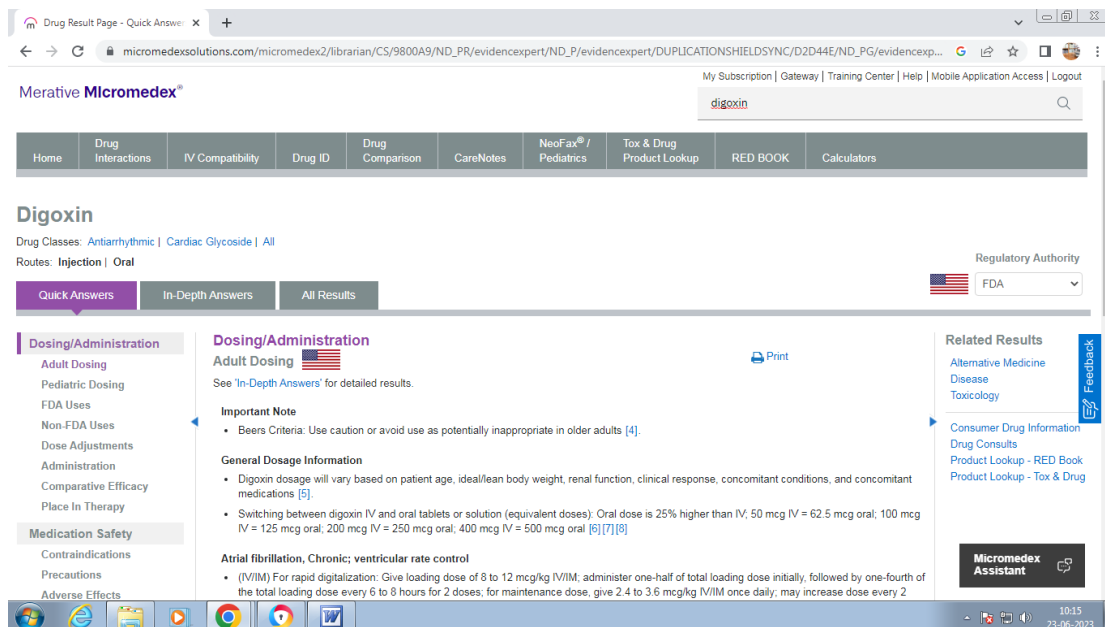 Drug Result Page - Quick Answer
micromedexsolutions.com/micromedex2/librarian/CS/9800A9/ND_PR/evidencexpert/ND_P/evidencexpert/DUPLICATIONSHIELDSYNC/D2D44E/ND_PG/evidencexp...
My Subscription | Gateway | Training Center | Help | Mobile Application Access | Logout
Merative MIcromedex®
digoxin
Home
Drug Interactions
IV Compatibility
Drug ID
Drug Comparison
CareNotes
NeoFax® / Pediatrics
Tox & Drug Product Lookup
RED BOOK
Calculators
Digoxin
Drug Classes: Antiarrhythmic | Cardiac Glycoside | All
Routes: Injection | Oral
Regulatory Authority
FDA
Quick Answers
In-Depth Answers
All Results
Dosing/Administration
Adult Dosing
Pediatric Dosing
FDA Uses
Non-FDA Uses
Dose Adjustments
Administration
Comparative Efficacy
Place In Therapy
Medication Safety
Contraindications
Precautions
Adverse Effects
Dosing/Administration
Adult Dosing
Print
See 'In-Depth Answers' for detailed results.
Important Note
• Beers Criteria: Use caution or avoid use as potentially inappropriate in older adults [4].
General Dosage Information
• Digoxin dosage will vary based on patient age, ideal/lean body weight, renal function, clinical response, concomitant conditions, and concomitant
medications [5].
• Switching between digoxin IV and oral tablets or solution (equivalent doses): Oral dose is 25% higher than IV; 50 mcg IV = 62.5 mcg oral; 100 mcg
IV = 125 mcg oral; 200 mcg IV = 250 mcg oral; 400 mcg IV = 500 mcg oral [6][7][8]
Atrial fibrillation, Chronic; ventricular rate control
• (IV/IM) For rapid digitalization: Give loading dose of 8 to 12 mcg/kg IV/IM; administer one-half of total loading dose initially, followed by one-fourth of
the total loading dose every 6 to 8 hours for 2 doses; for maintenance dose, give 2.4 to 3.6 mcg/kg IV/IM once daily; may increase dose every 2
Related Results
Alternative Medicine
Disease
Toxicology
Consumer Drug Information
Drug Consults
Product Lookup - RED Book
Product Lookup - Tox & Drug
Feedback
Micromedex
Assistant
10:15
23-06-2023